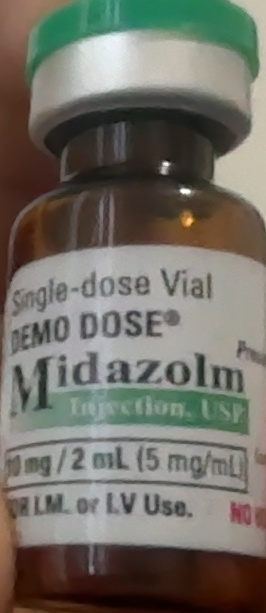 Single-dose Vial
DEMO DOSE®
Midazolm
Injection, USP
10 mg / 2 mL (5 mg/mL)
FOR I.M. or I.V Use.
NO